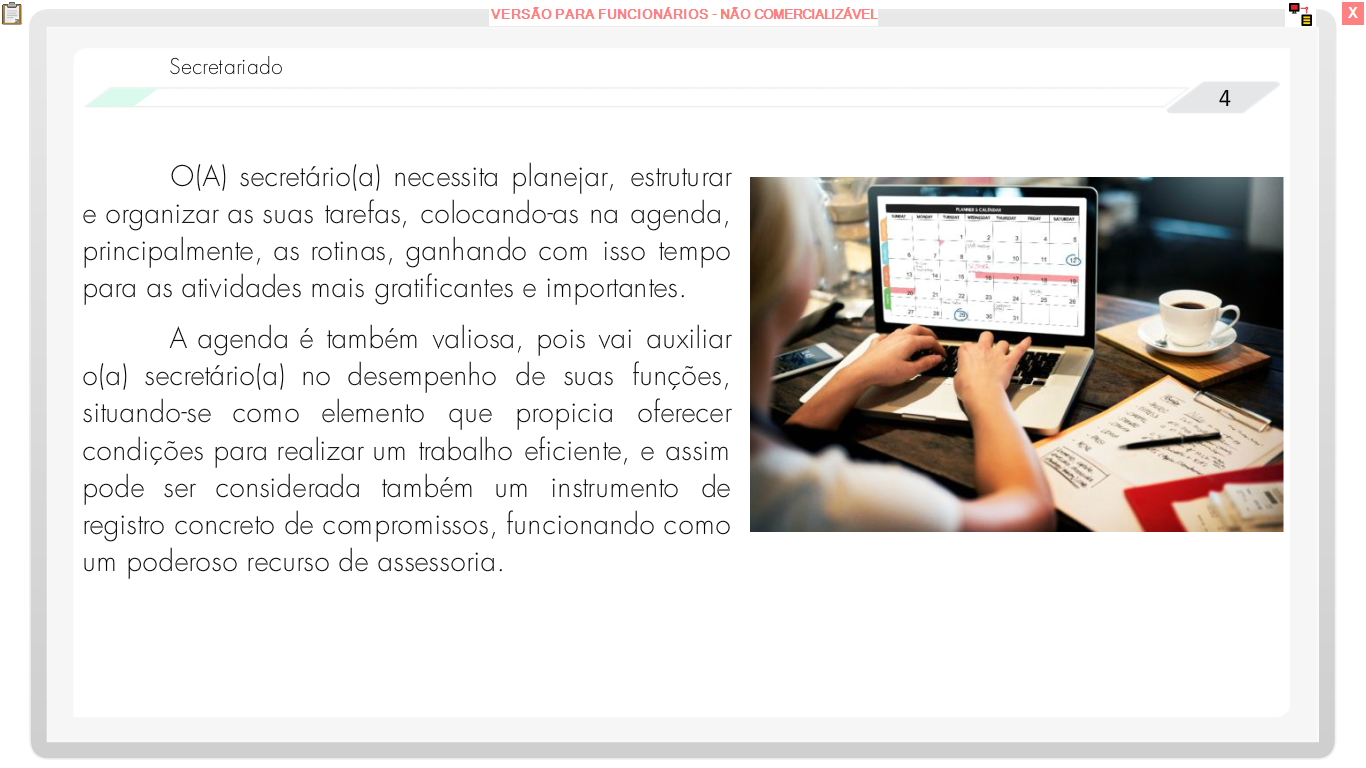 VERSÃO PARA FUNCIONÁRIOS - NÃO COMERCIALIZÁVEL
X
Secretariado
4
O(A) secretário(a) necessita planejar, estruturar
e organizar as suas tarefas, colocando-as na agenda,
principalmente, as rotinas, ganhando com isso tempo
para as atividades mais gratificantes e importantes.
A agenda é também valiosa, pois vai auxiliar
o(a) secretário(a) no desempenho de suas funções,
situando-se como elemento que propicia oferecer
condições para realizar um trabalho eficiente, e assim
pode ser considerada também um instrumento de
registro concreto de compromissos, funcionando como
um poderoso recurso de assessoria.
PLANNER & CALENDAR
SUNDAY MONDAY TUESDAY WEDNESDAY THURSDAY FRIDAY SATURDAY
1 2 3 4 5
6 7 8 9 10 11 12
13 14 15 16 17 18 19
20 21 22 23 24 25 26
27 28 29 30 31